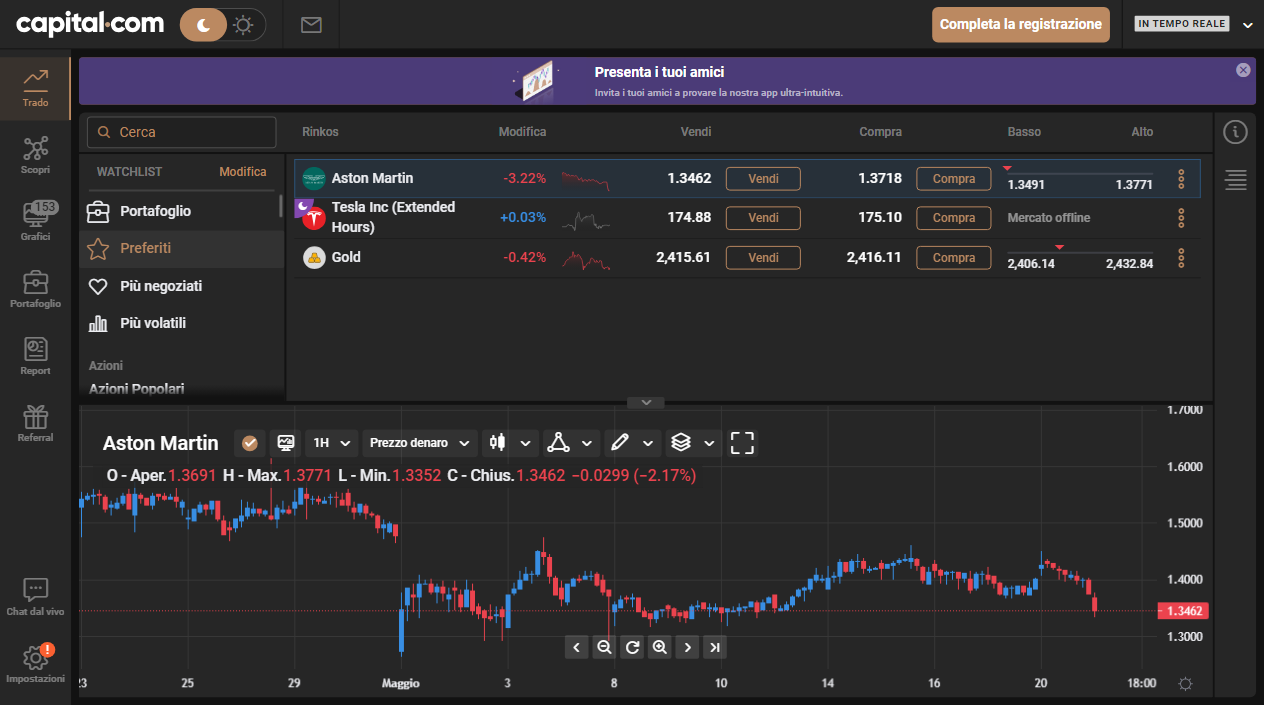 capital.com
Completa la registrazione
IN TEMPO REALE
Presenta i tuoi amici
Invita i tuoi amici a provare la nostra app ultra-intuitiva.
Trado
Scopri
153
Grafici
Portafoglio
Report
Referral
Chat dal vivo
!
Impostazioni
Cerca
WATCHLIST Modifica
Portafoglio
Preferiti
Più negoziati
Più volatili
Azioni
Azioni Popolari
Rinkos Modifica Vendi Compra Basso Alto
Aston Martin -3.22% 1.3462 Vendi 1.3718 Compra 1.3491 1.3771
Tesla Inc (Extended
Hours) +0.03% 174.88 Vendi 175.10 Compra Mercato offline
Gold -0.42% 2,415.61 Vendi 2,416.11 Compra 2,406.14 2,432.84
Aston Martin 1H Prezzo denaro
O - Aper.1.3691 H - Max.1.3771 L - Min.1.3352 C - Chius.1.3462 −0.0299 (−2.17%)
1.7000
1.6000
1.5000
1.4000
1.3462
1.3000
23 25 29 Maggio 3 8 10 14 16 20 18:00